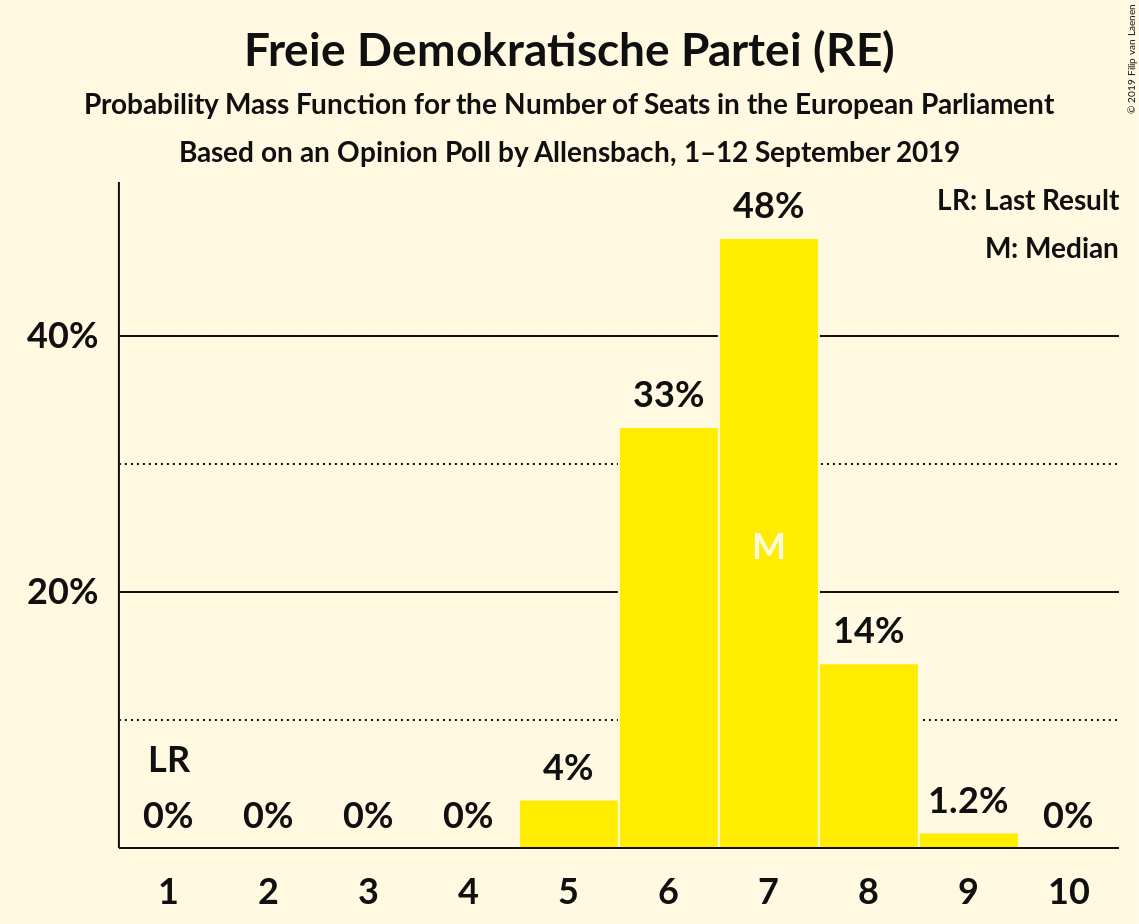 Freie Demokratische Partei (RE)
Probability Mass Function for the Number of Seats in the European Parliament
Based on an Opinion Poll by Allensbach, 1–12 September 2019
© 2019 Filip van Laenen
LR: Last Result
M: Median
48%
40%
33%
M
20%
14%
LR
4%
1.2%
0%
0%
0%
0%
0%
1
2
3
4
5
6
7
8
9
10